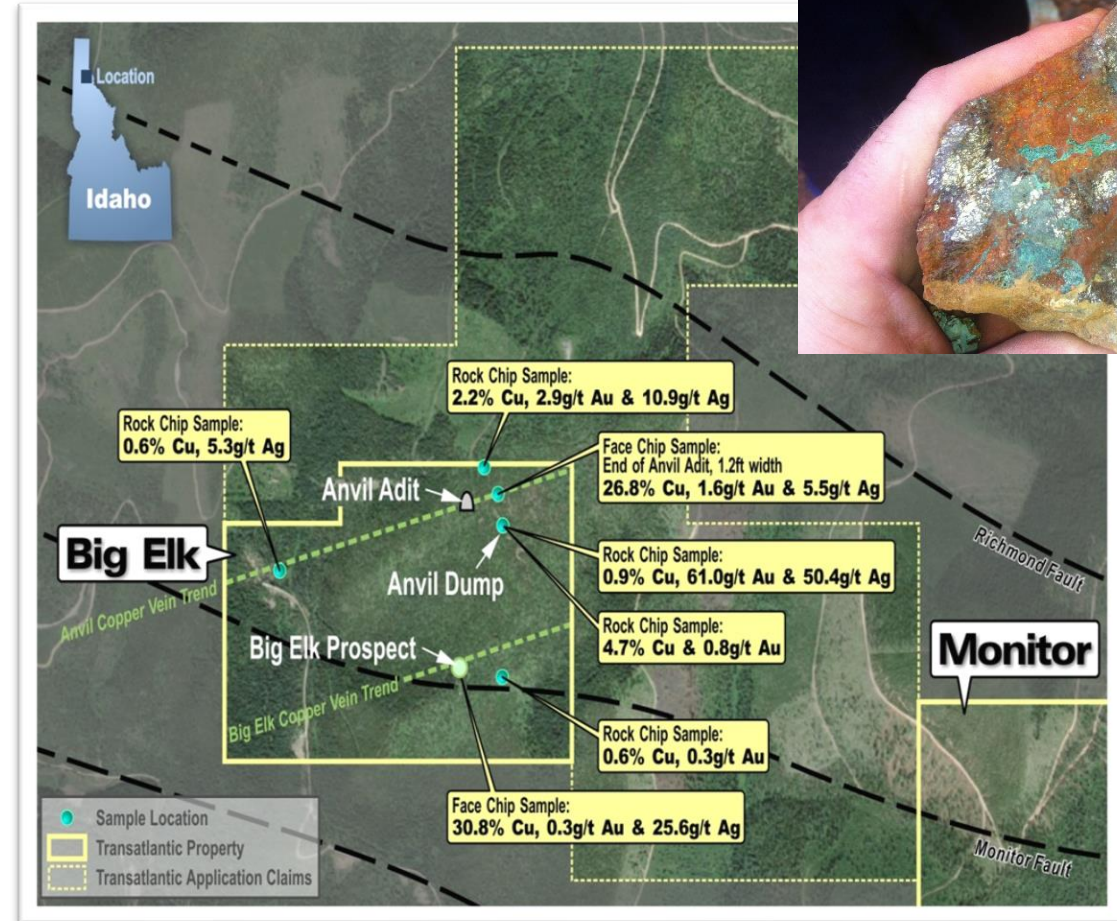 Location
Idaho
Rock Chip Sample:
2.2% Cu, 2.9g/t Au & 10.9g/t Ag
Rock Chip Sample:
0.6% Cu, 5.3g/t Ag
Face Chip Sample:
End of Anvil Adit, 1.2ft width
26.8% Cu, 1.6g/t Au & 5.5g/t Ag
Anvil Adit
Big Elk
Richmond Fault
Rock Chip Sample:
0.9% Cu, 61.0g/t Au & 50.4g/t Ag
Anvil Dump
Anvil Copper Vein Trend
Rock Chip Sample:
4.7% Cu & 0.8g/t Au
Big Elk Prospect
Monitor
Big Elk Copper Vein Trend
Rock Chip Sample:
0.6% Cu, 0.3g/t Au
Face Chip Sample:
30.8% Cu, 0.3g/t Au & 25.6g/t Ag
Monitor Fault
Sample Location
Transatlantic Property
Transatlantic Application Claims